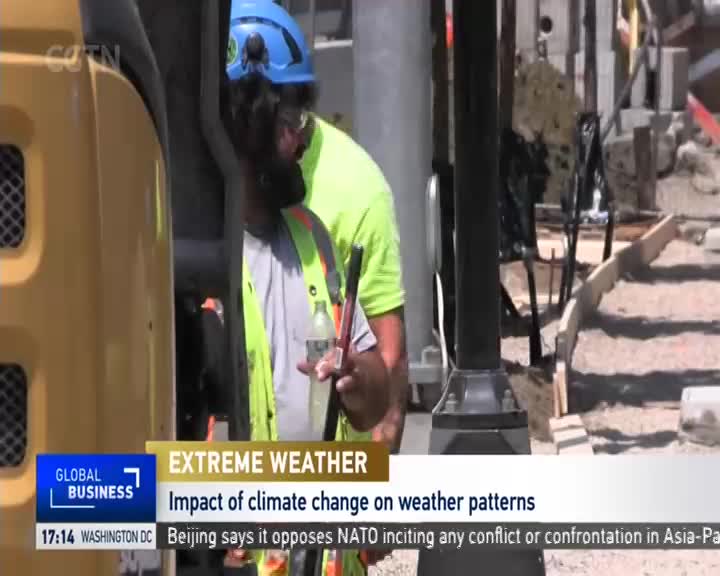 CGTN
EXTREME WEATHER
GLOBAL
BUSINESS
Impact of climate change on weather patterns
17:14 WASHINGTON DC
Beijing says it opposes NATO inciting any conflict or confrontation in Asia-Pa